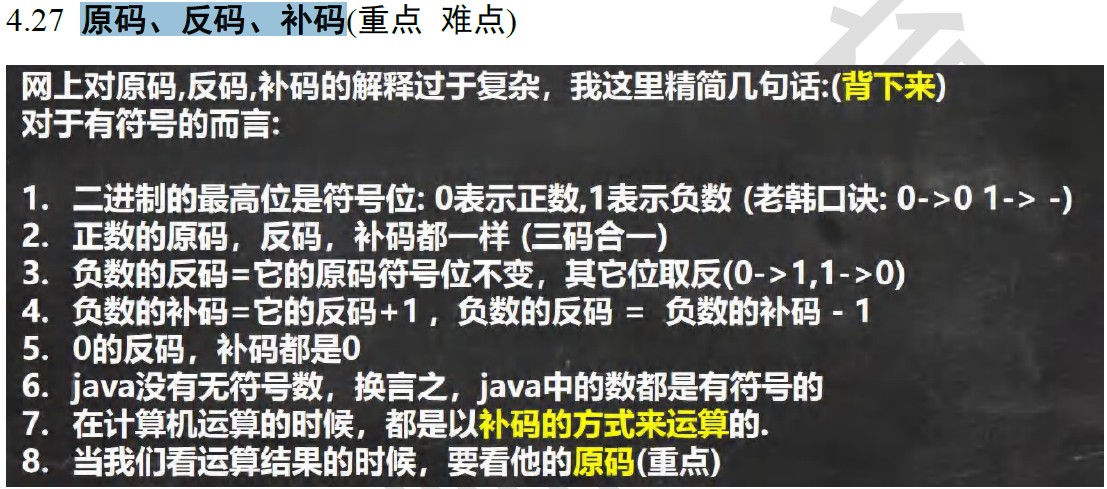 4.27 原码、反码、补码(重点 难点)
网上对原码,反码,补码的解释过于复杂，我这里精简几句话:(背下来)
对于有符号的而言:
1. 二进制的最高位是符号位: 0表示正数,1表示负数 (老韩口诀: 0->0 1-> -)
2. 正数的原码，反码，补码都一样 (三码合一)
3. 负数的反码=它的原码符号位不变，其它位取反(0->1,1->0)
4. 负数的补码=它的反码+1 ，负数的反码 = 负数的补码 - 1
5. 0的反码，补码都是0
6. java没有无符号数，换言之，java中的数都是有符号的
7. 在计算机运算的时候，都是以补码的方式来运算的.
8. 当我们看运算结果的时候，要看他的原码(重点)